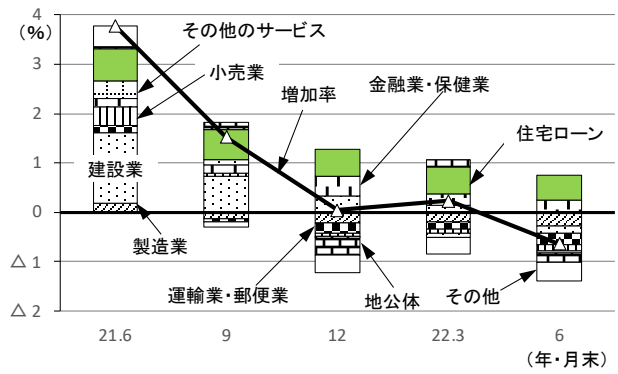 4
(%)
3
2
1
0
△ 1
△ 2
その他のサービス
小売業
増加率
金融業・保健業
住宅ローン
建設業
製造業
運輸業・郵便業
地公体
その他
21.6
9
12
22.3
6
(年・月末)